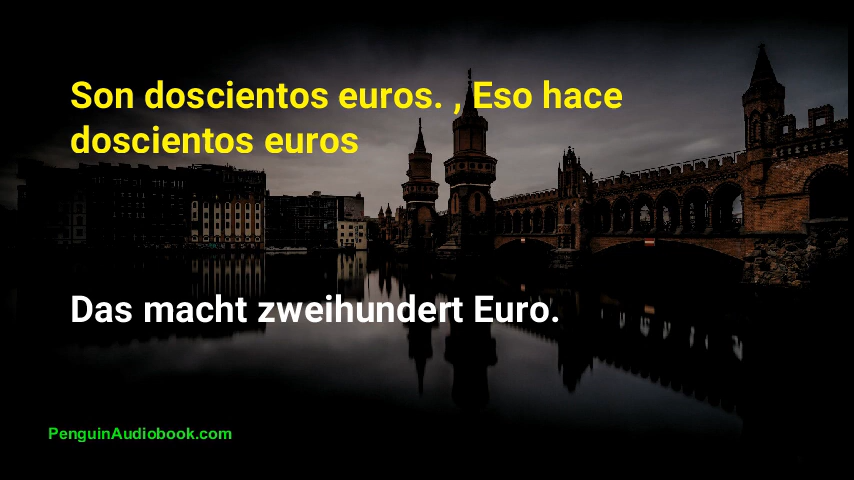 Son doscientos euros. , Eso hace
doscientos euros
Das macht zweihundert Euro.
PenguinAudiobook.com